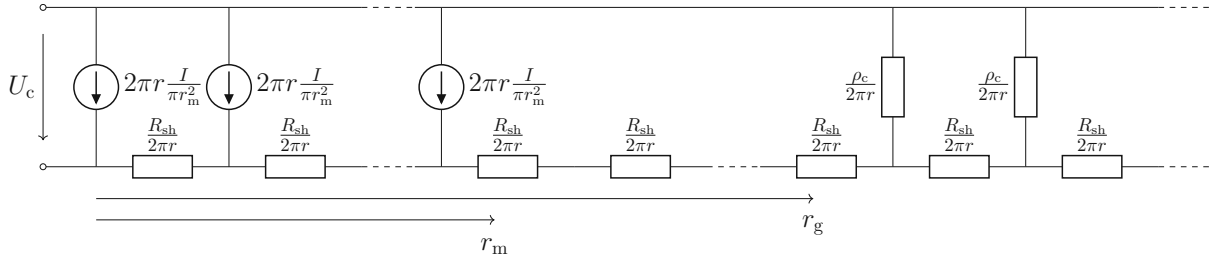 U_c
2πr I/(πr_m^2) 2πr I/(πr_m^2) 2πr I/(πr_m^2) ρ_c/(2πr) ρ_c/(2πr)
R_sh/(2πr) R_sh/(2πr) R_sh/(2πr) R_sh/(2πr) R_sh/(2πr) R_sh/(2πr) R_sh/(2πr)
r_g
r_m